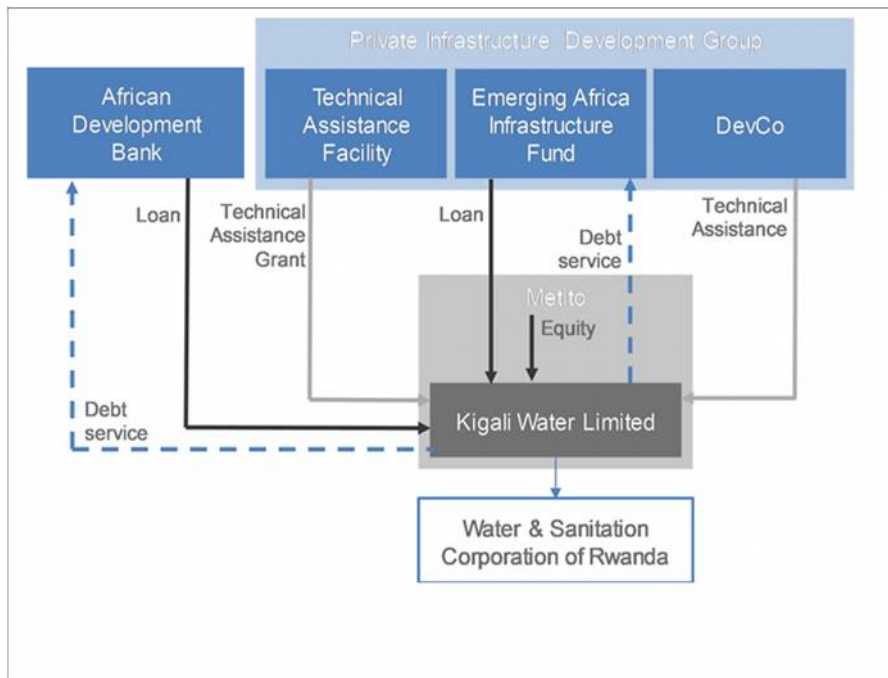 Private Infrastructure Development Group
African
Development
Bank
Technical
Assistance
Facility
Emerging Africa
Infrastructure
Fund
DevCo
Loan
Technical
Assistance
Grant
Loan
Debt
service
Technical
Assistance
Metito
Equity
Debt
service
Kigali Water Limited
Water & Sanitation
Corporation of Rwanda